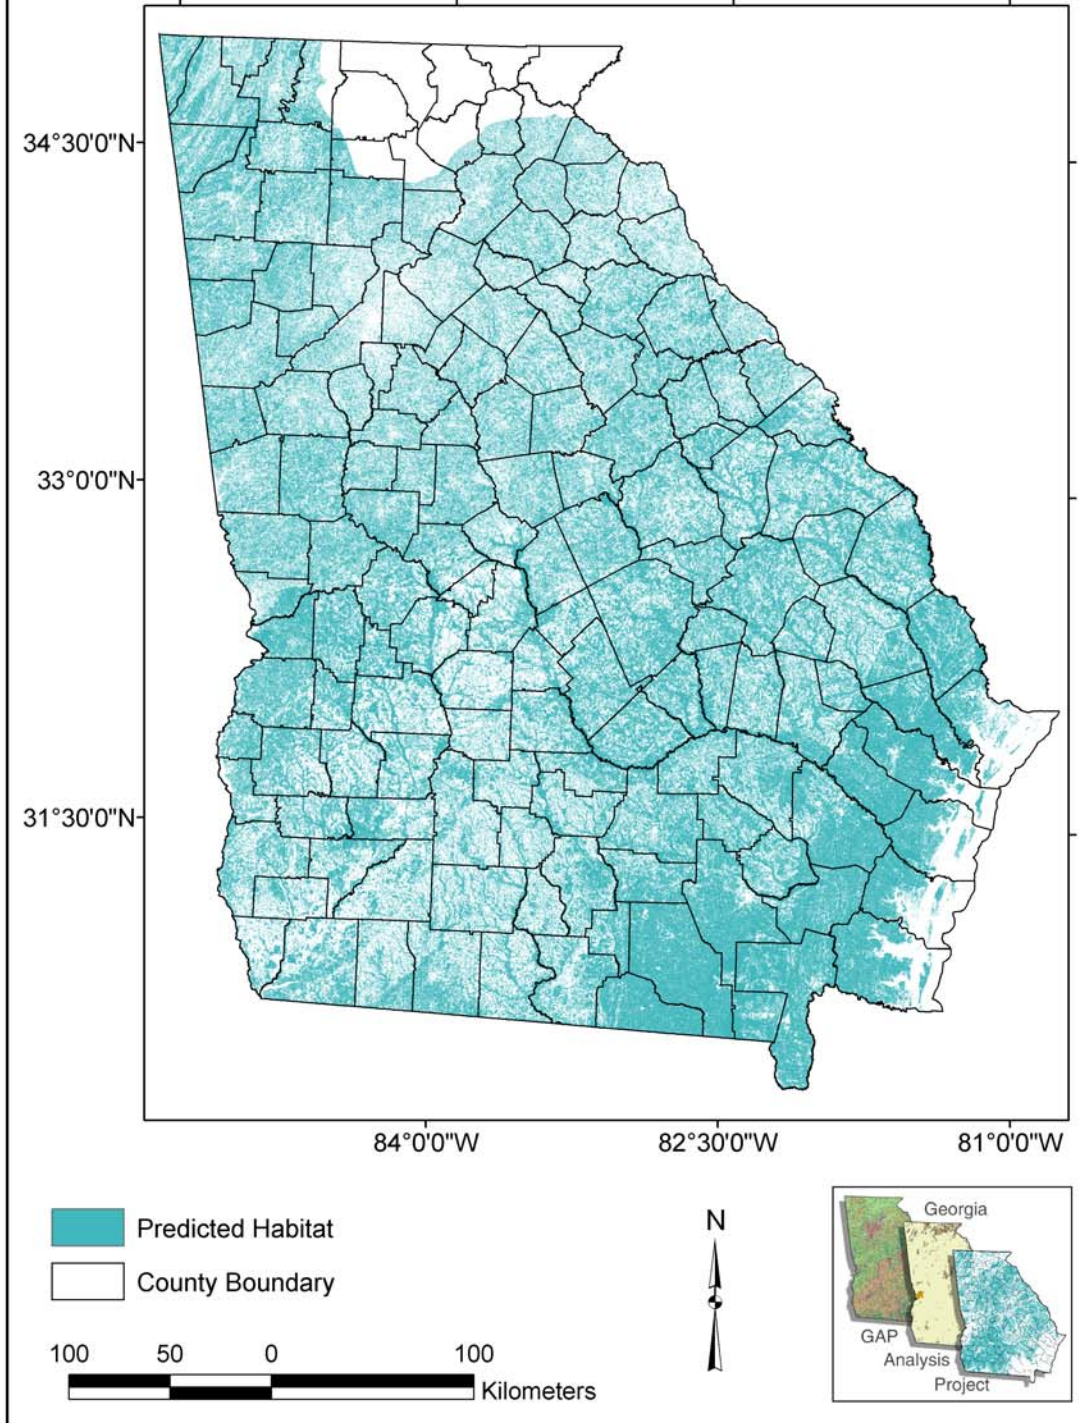 34°30'0"N
33°0'0"N
31°30'0"N
84°0'0"W
82°30'0"W
81°0'0"W
Predicted Habitat
County Boundary
100 50 0 100
Kilometers
N
Georgia
GAP
Analysis
Project